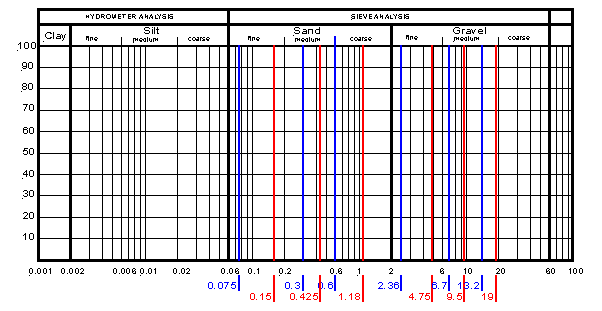 HYDROMETER ANALYSIS SIEVE ANALYSIS
Clay Silt Sand Gravel
fine medium coarse fine medium coarse fine medium coarse
100
90
80
70
60
50
40
30
20
10
0.001 0.002 0.006 0.01 0.02 0.06 0.1 0.2 0.6 1 2 6 10 20 60 100
0.075 0.3 0.6 2.36 6.7 13.2
0.15 0.425 1.18 4.75 9.5 19